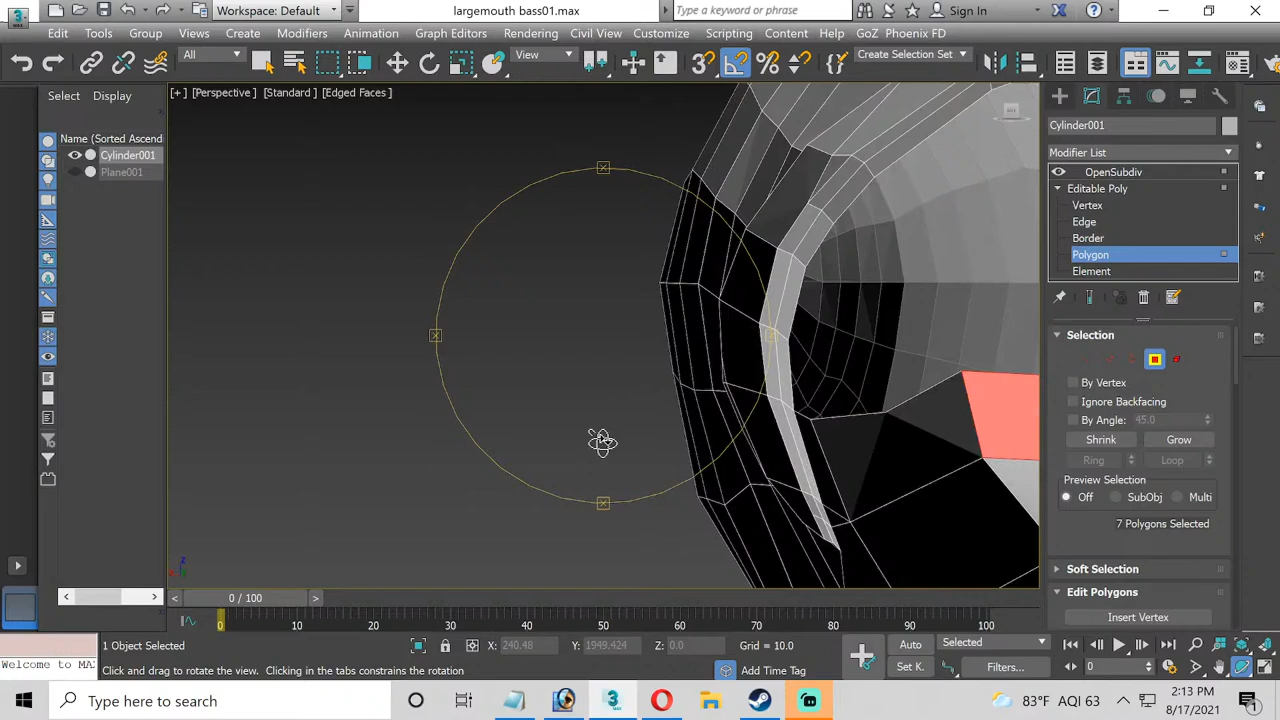 Workspace: Default
largemouth bass01.max
Type a keyword or phrase
Sign In
File
Edit Tools Group Views Create Modifiers Animation Graph Editors Rendering Civil View Customize Scripting Content Help GoZ Phoenix FD
All
View
Create Selection Set
Select Display
Name (Sorted Ascend
Cylinder001
Plane001
[+ ] [Perspective ] [Standard ] [Edged Faces ]
Cylinder001
Modifier List
OpenSubdiv
Editable Poly
Vertex
Edge
Border
Polygon
Element
Selection
By Vertex
Ignore Backfacing
By Angle: 45.0
Shrink Grow
Ring Loop
Preview Selection
Off SubObj Multi
7 Polygons Selected
Soft Selection
Edit Polygons
Insert Vertex
0 / 100
0 10 20 30 40 50 60 70 80 90 100
1 Object Selected
X: 240.48 Y: 1949.424 Z: 0.0 Grid = 10.0
Auto Selected
Welcome to MA
Click and drag to rotate the view. Clicking in the tabs constrains the rotation
Add Time Tag
Set K. Filters... 0
Type here to search
83°F AQI 63
2:13 PM
8/17/2021